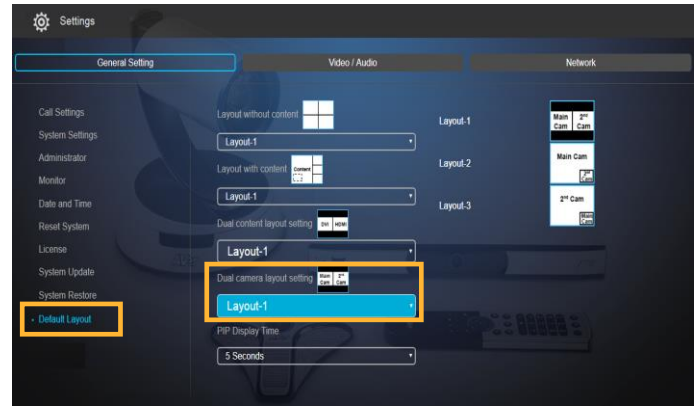 Settings
General Setting
Video / Audio
Network
Call Settings
System Settings
Administrator
Monitor
Date and Time
Reset System
License
System Update
System Restore
Default Layout
Layout without content
Layout-1
Layout with content
Content
Layout-1
Dual content layout setting
DVI HDMI
Layout-1
Dual camera layout setting
Main 2nd
Cam Cam
Layout-1
PIP Display Time
5 Seconds
Layout-1
Main 2nd
Cam Cam
Layout-2
Main Cam
2nd
Cam
Layout-3
2nd Cam
Main
Cam